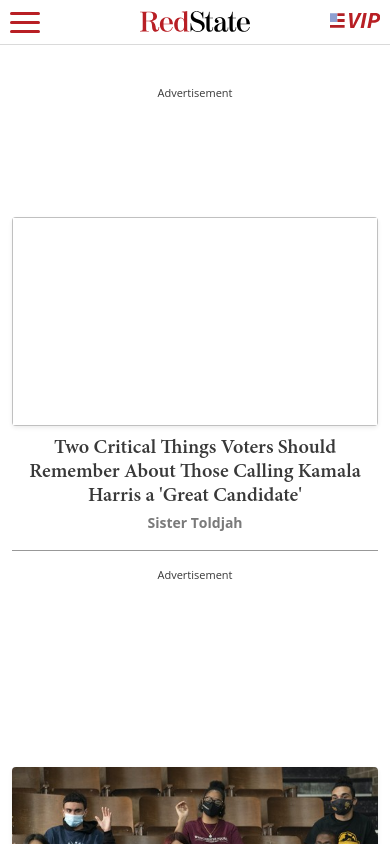 RedState
VIP
Advertisement
Two Critical Things Voters Should
Remember About Those Calling Kamala
Harris a 'Great Candidate'
Sister Toldjah
Advertisement